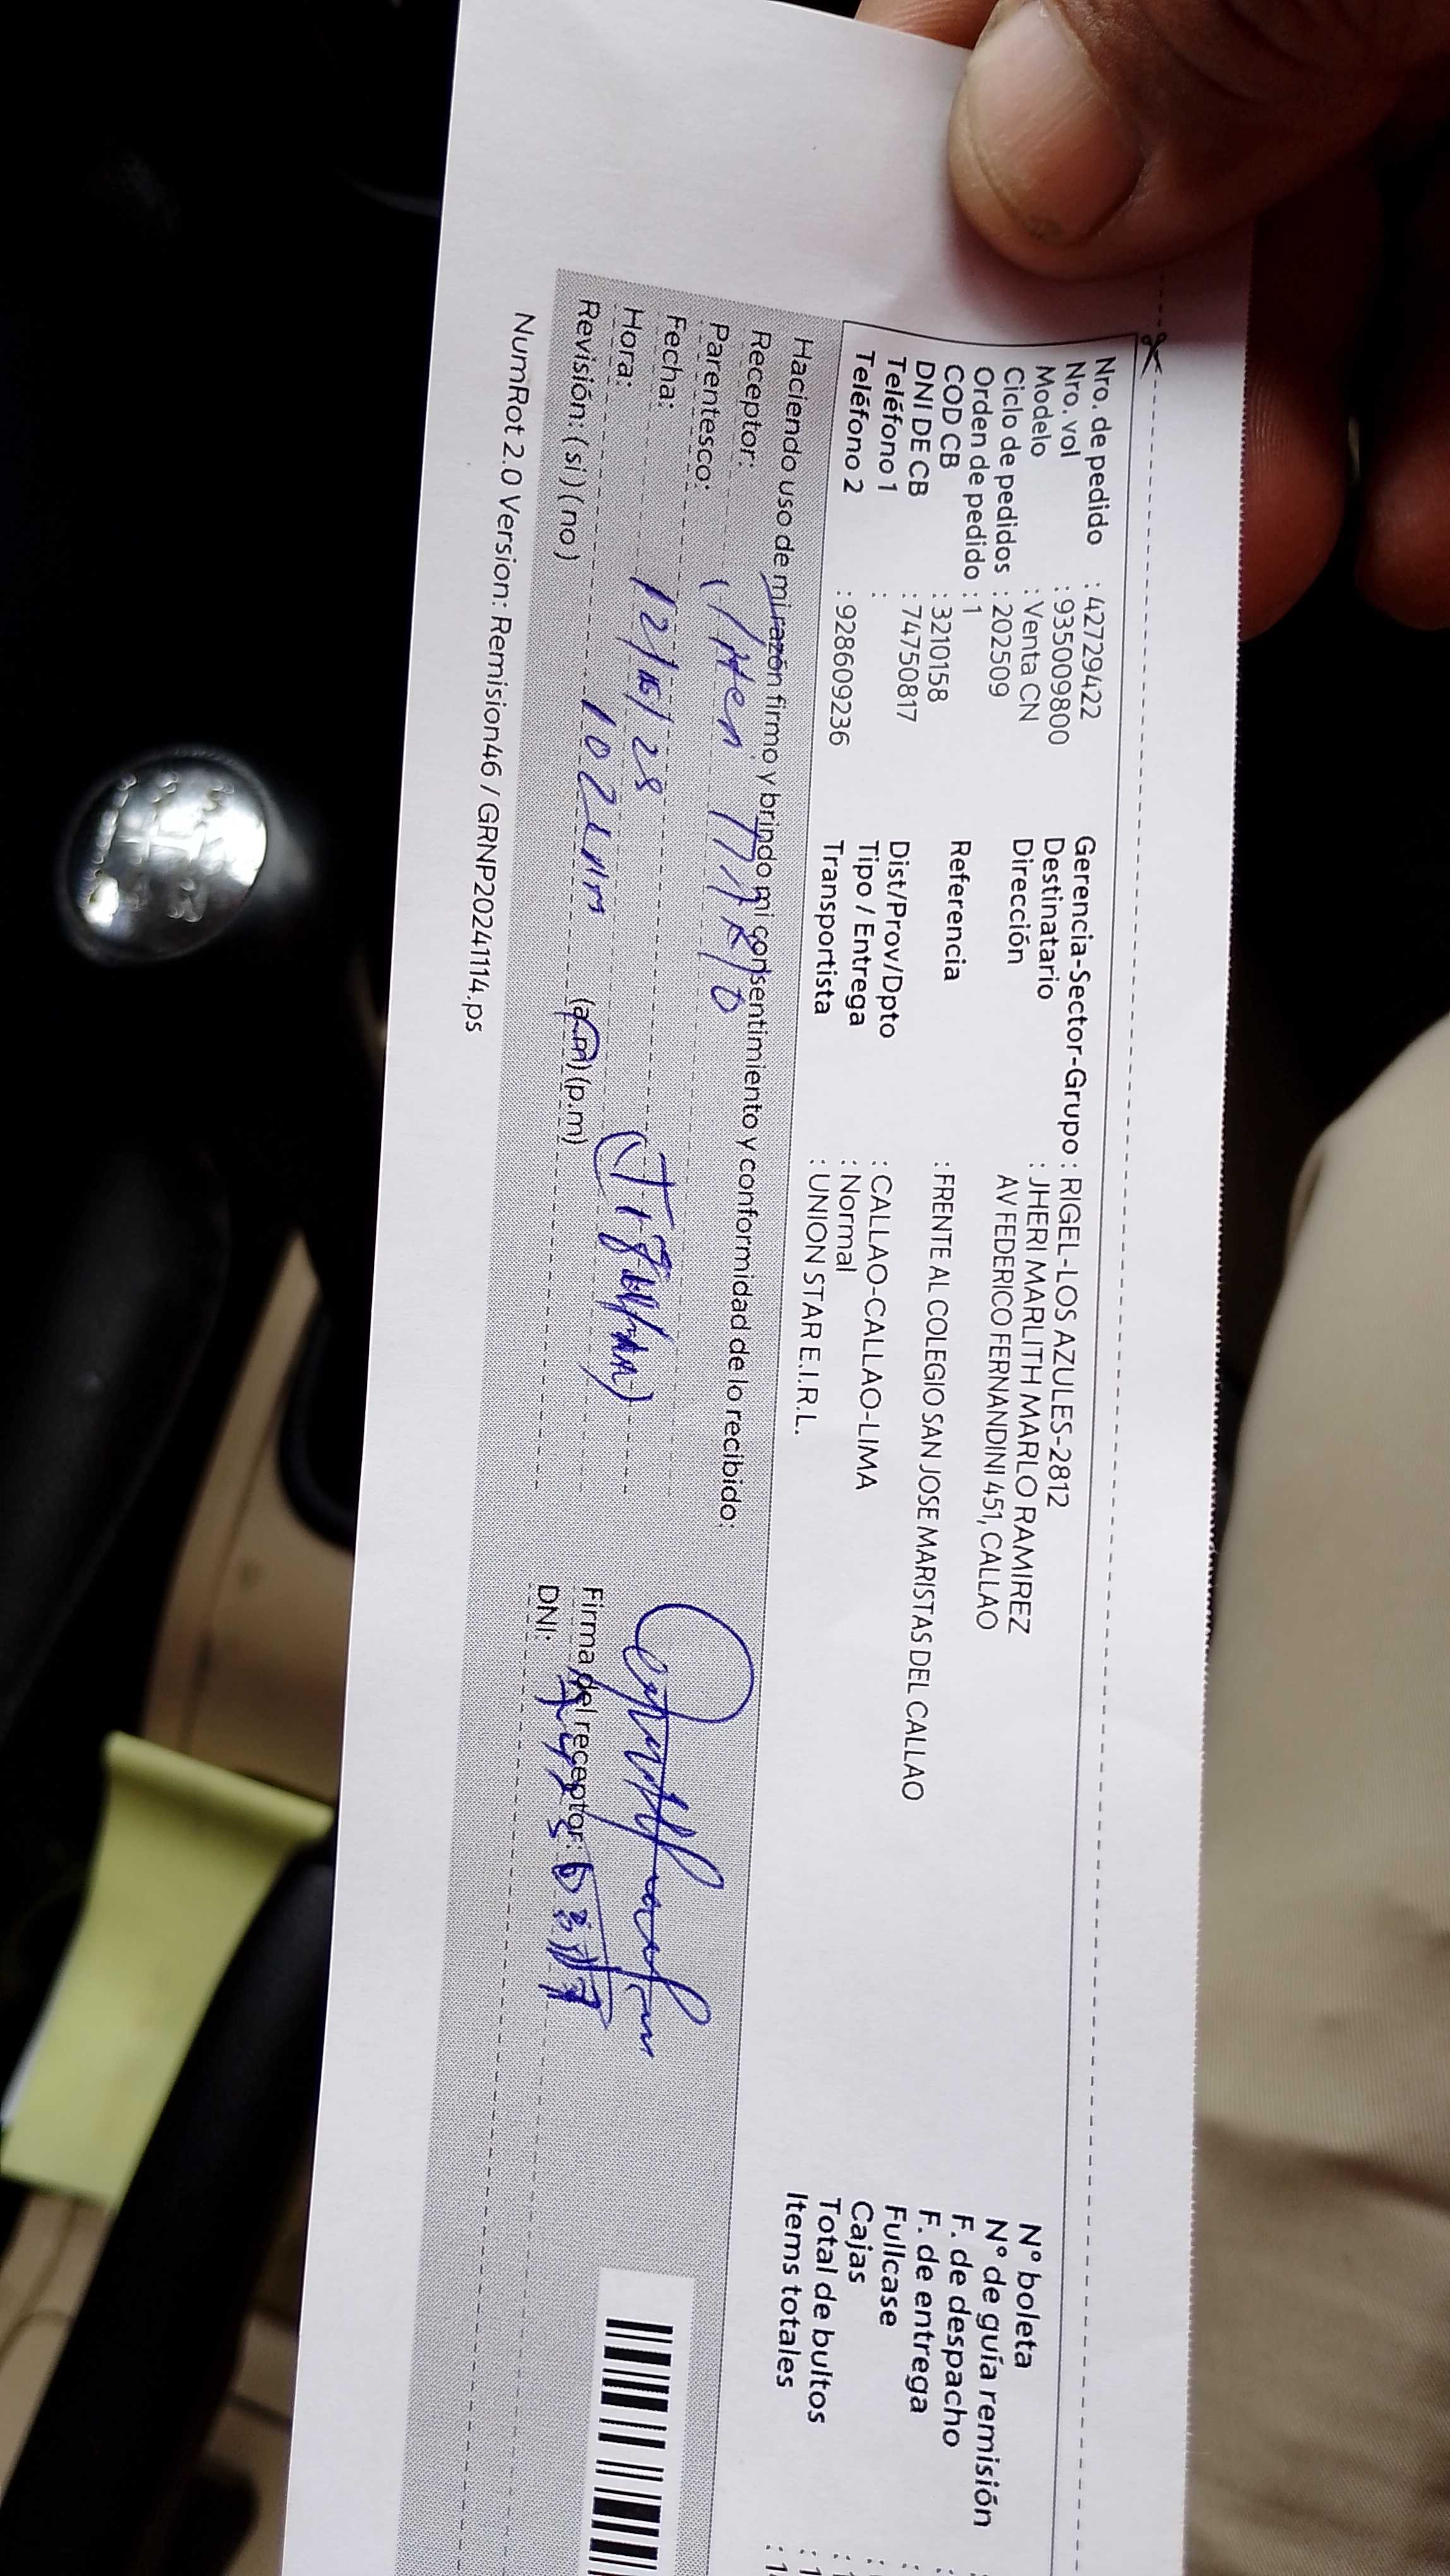 Nro. de pedido : 42729422
Nro. vol : 935009800
Modelo : Venta CN
Ciclo de pedidos : 202509
Orden de pedido : 1
COD CB : 3210158
DNI DE CB : 74750817
Teléfono 1 :
Teléfono 2 : 928609236
Gerencia-Sector-Grupo : RIGEL-LOS AZULES-2812
Destinatario : JHERI MARLITH MARLO RAMIREZ
Dirección AV FEDERICO FERNANDINI 451, CALLAO
Referencia : FRENTE AL COLEGIO SAN JOSE MARISTAS DEL CALLAO
Dist/Prov/Dpto : CALLAO-CALLAO-LIMA
Tipo / Entrega : Normal
Transportista : UNION STAR E.I.R.L.
N° boleta
N° de guía remisión :
F. de despacho :
F. de entrega :
Fullcase :
Cajas :
Total de bultos : 1
Items totales : 1
Haciendo uso de mi razón firmo y brindo mi consentimiento y conformidad de lo recibido:
Receptor:
Parentesco:
Fecha:
Hora: (a.m) (p.m)
Revisión: (si) (no)
Firma del receptor:
DNI:
NumRot 2.0 Version: Remision46 / GRNP20241114.ps